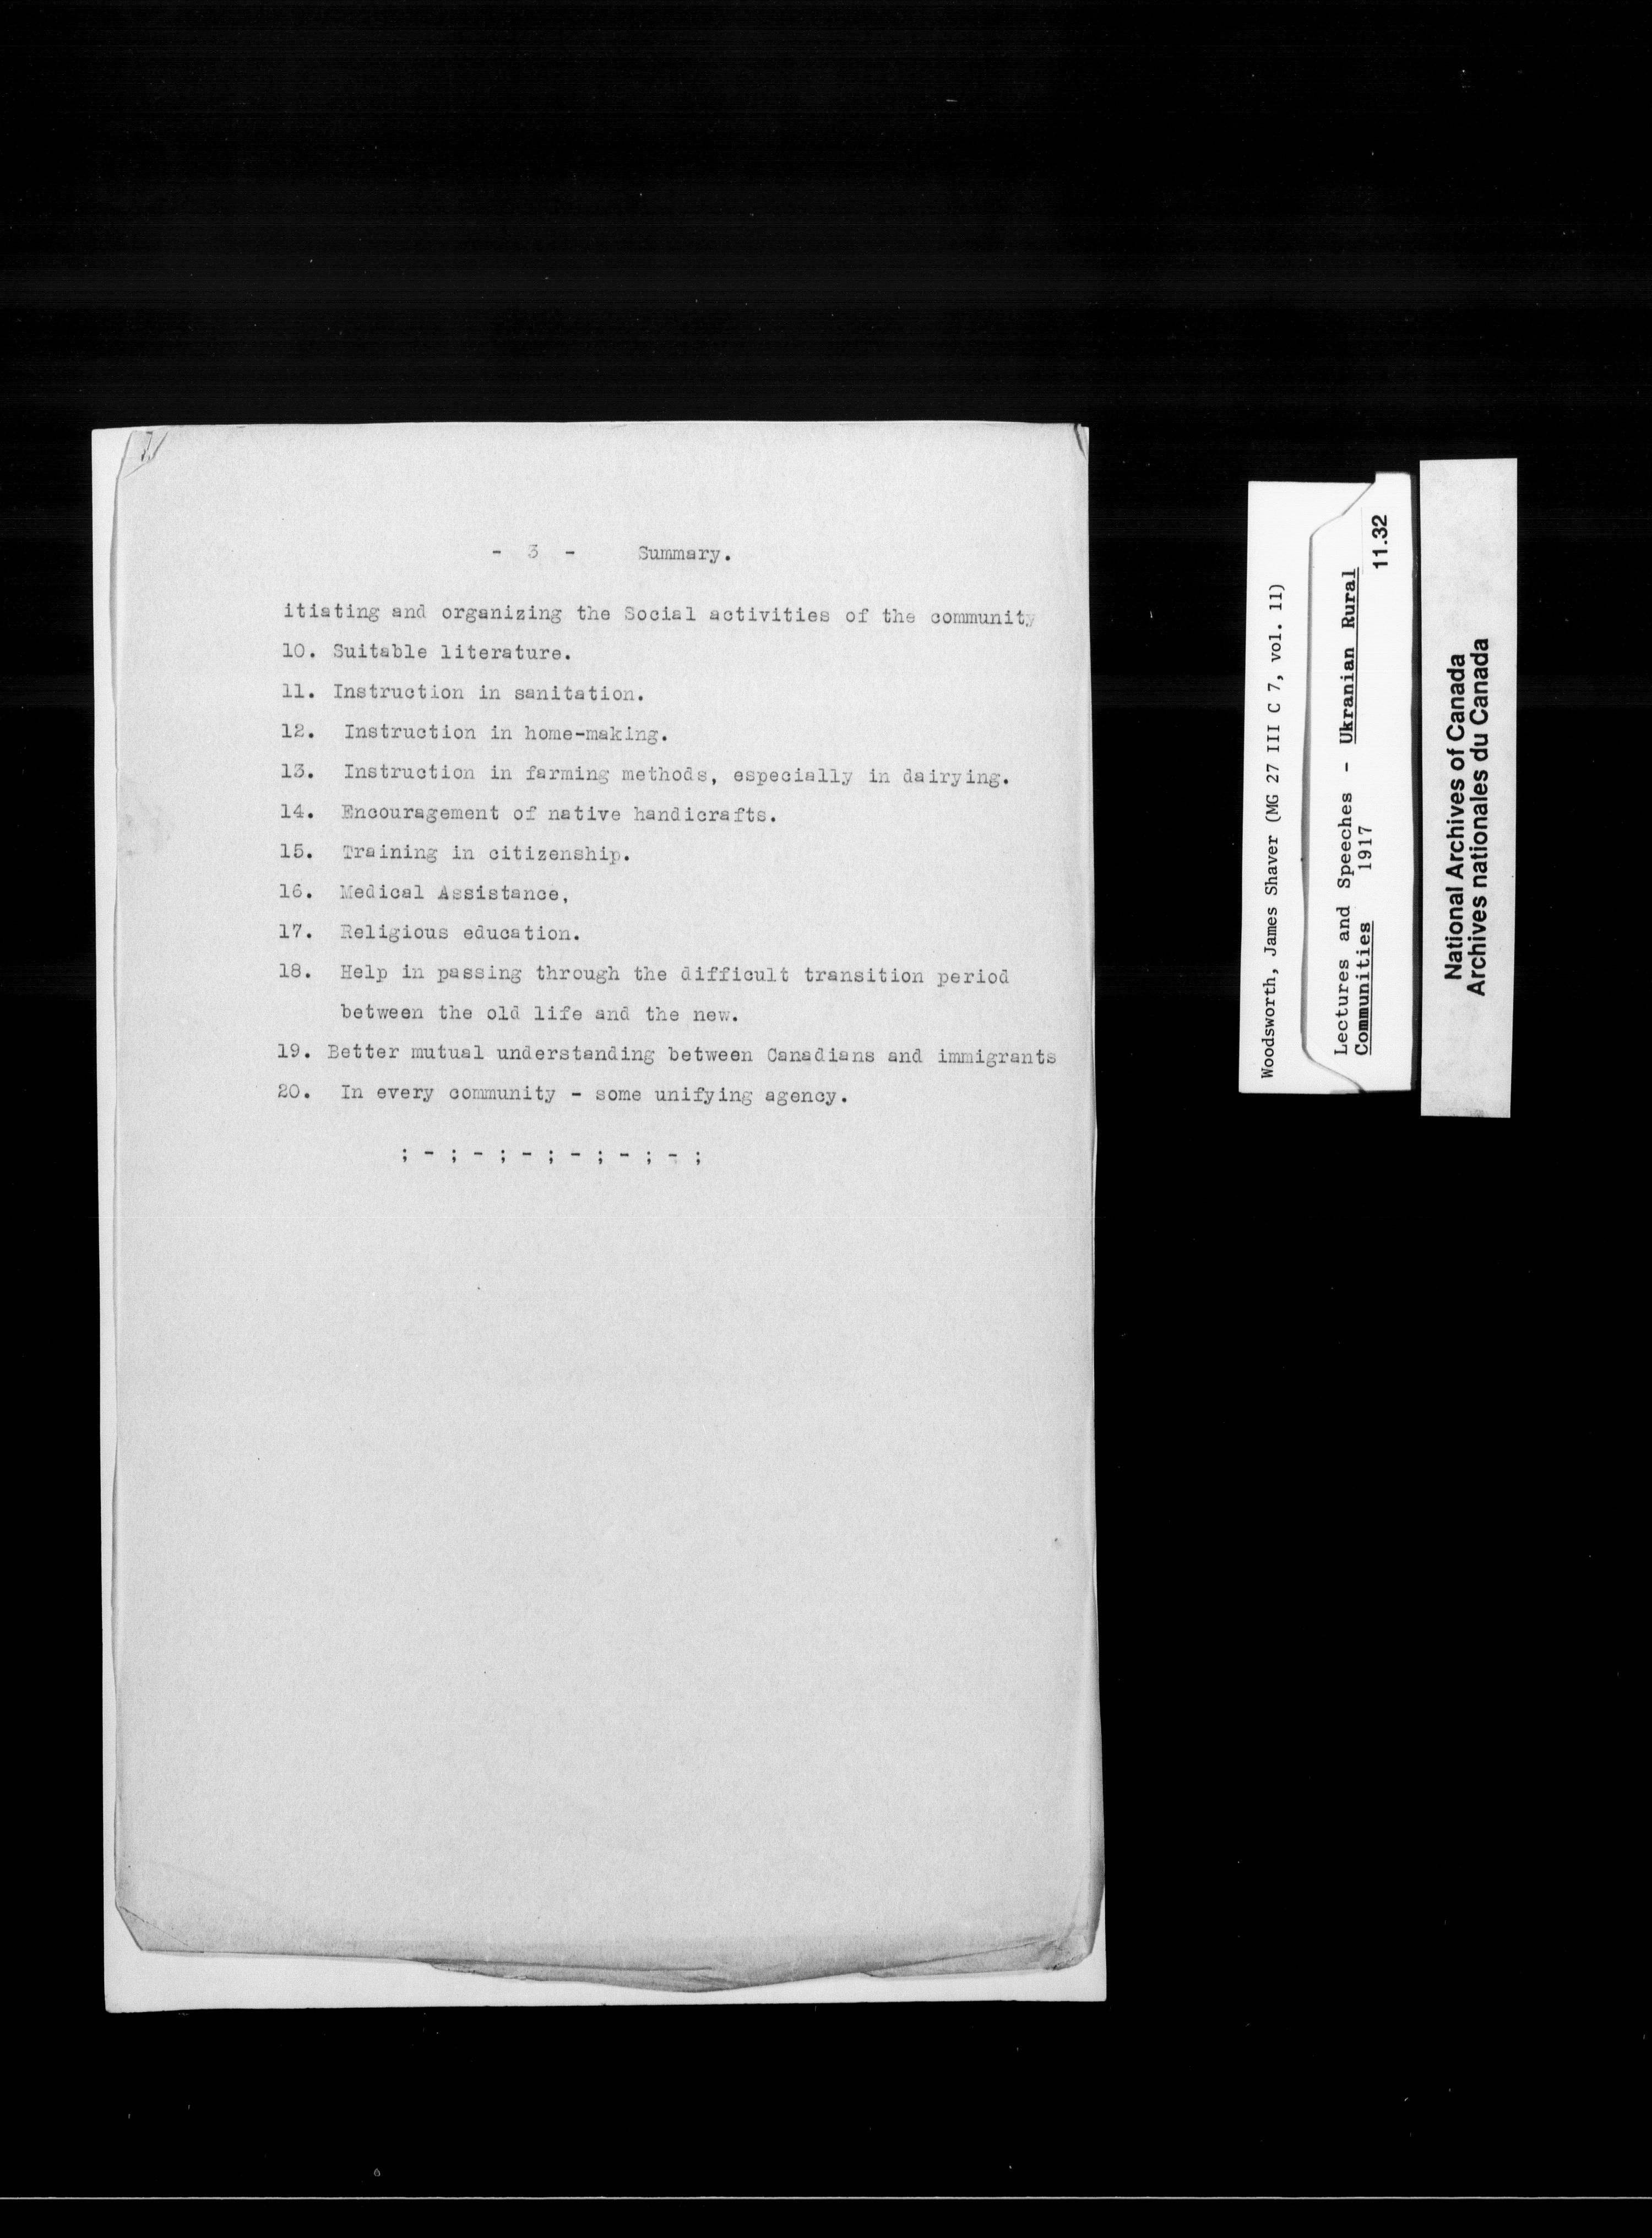 - 3 - Summary.
itiating and organizing the Social activities of the community
10. Suitable literature.
11. Instruction in sanitation.
12. Instruction in home-making.
13. Instruction in farming methods, especially in dairying.
14. Encouragement of native handicrafts.
15. Training in citizenship.
16. Medical Assistance,
17. Religious education.
18. Help in passing through the difficult transition period
between the old life and the new.
19. Better mutual understanding between Canadians and immigrants
20. In every community - some unifying agency.
; - ; - ; - ; - ; - ; - ;
Woodsworth, James Shaver (MG 27 III C 7, vol. 11)
Lectures and Speeches - Ukranian Rural
Communities 1917
11.32
National Archives of Canada
Archives nationales du Canada